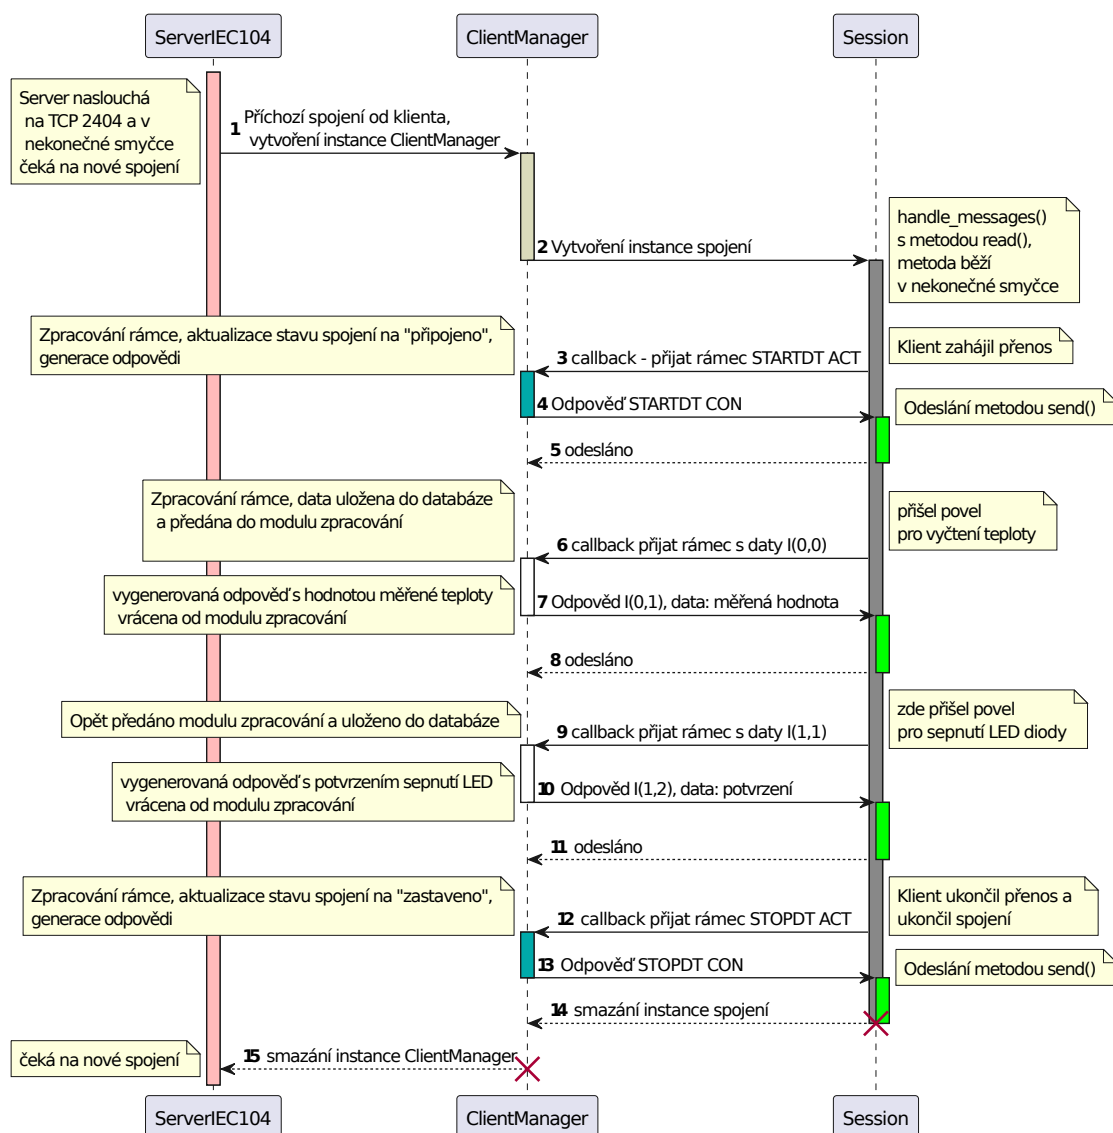 ServerIEC104
ClientManager
Session
Server naslouchá
na TCP 2404 a v
nekonečné smyčce
čeká na nové spojení
1 Příchozí spojení od klienta,
vytvoření instance ClientManager
handle_messages()
s metodou read(),
metoda běží
v nekonečné smyčce
2 Vytvoření instance spojení
Zpracování rámce, aktualizace stavu spojení na "připojeno",
generace odpovědi
Klient zahájil přenos
3 callback - přijat rámec STARTDT ACT
4 Odpověď STARTDT CON
Odeslání metodou send()
5 odesláno
Zpracování rámce, data uložena do databáze
a předána do modulu zpracování
přišel povel
pro vyčtení teploty
6 callback přijat rámec s daty I(0,0)
vygenerovaná odpověď s hodnotou měřené teploty
vrácena od modulu zpracování
7 Odpověd I(0,1), data: měřená hodnota
8 odesláno
Opět předáno modulu zpracování a uloženo do databáze
zde přišel povel
pro sepnutí LED diody
9 callback přijat rámec s daty I(1,1)
vygenerovaná odpověď s potvrzením sepnutí LED
vrácena od modulu zpracování
10 Odpověd I(1,2), data: potvrzení
11 odesláno
Zpracování rámce, aktualizace stavu spojení na "zastaveno",
generace odpovědi
Klient ukončil přenos a
ukončil spojení
12 callback přijat rámec STOPDT ACT
13 Odpověď STOPDT CON
Odeslání metodou send()
14 smazání instance spojení
čeká na nové spojení
15 smazání instance ClientManager
ServerIEC104
ClientManager
Session